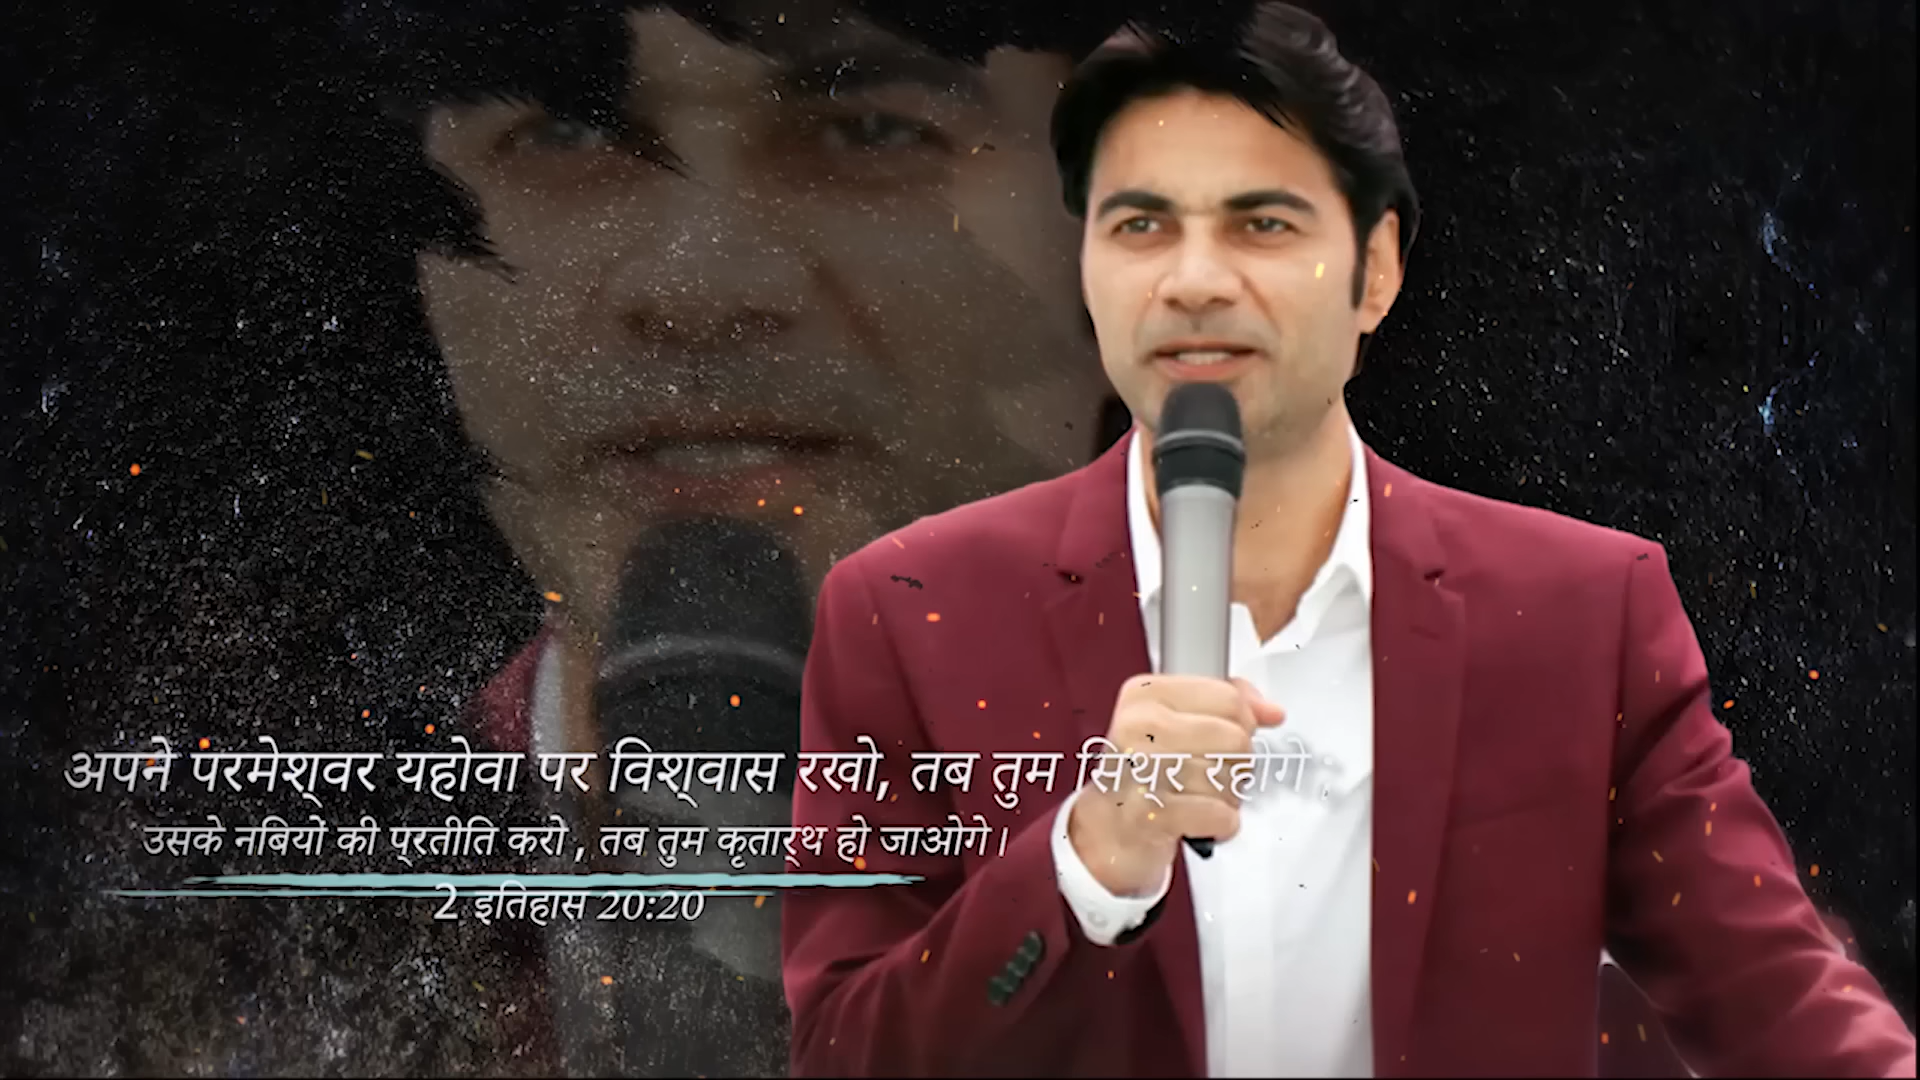 अपने परमेश्‌वर यहोवा पर विश्‌वास रखो, तब तुम सिथ्‌र रहोगे ;
उसके नबियों की प्‌रतीति करो , तब तुम कृतार्‌थ हो जाओगे।
2 इतिहास 20:20